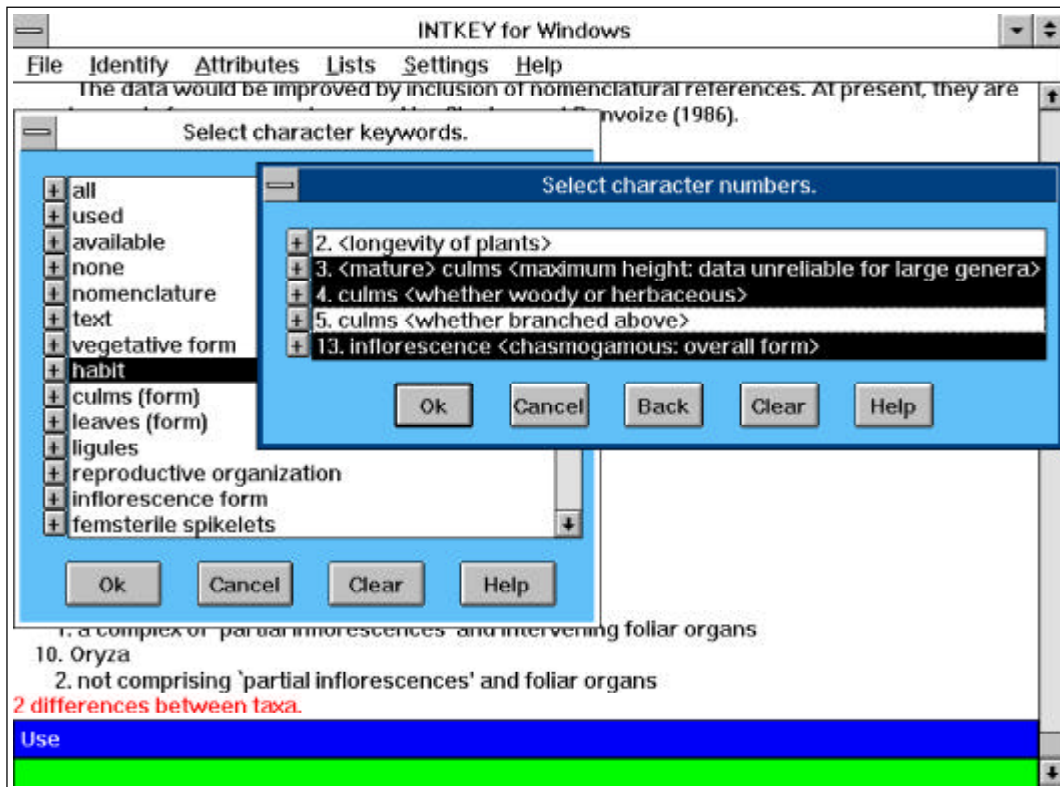 INTKEY for Windows
File Identify Attributes Lists Settings Help
The data would be improved by inclusion of nomenclatural references. At present, they are
nvoize (1986).
Select character keywords.
+ all
+ used
+ available
+ none
+ nomenclature
+ text
+ vegetative form
+ habit
+ culms (form)
+ leaves (form)
+ ligules
+ reproductive organization
+ inflorescence form
+ femsterile spikelets
Ok Cancel Clear Help
Select character numbers.
+ 2. <longevity of plants>
+ 3. <mature> culms <maximum height: data unreliable for large genera>
+ 4. culms <whether woody or herbaceous>
+ 5. culms <whether branched above>
+ 13. inflorescence <chasmogamous: overall form>
Ok Cancel Back Clear Help
1. a complex of `partial inflorescences' and intervening foliar organs
10. Oryza
2. not comprising `partial inflorescences' and foliar organs
2 differences between taxa.
Use